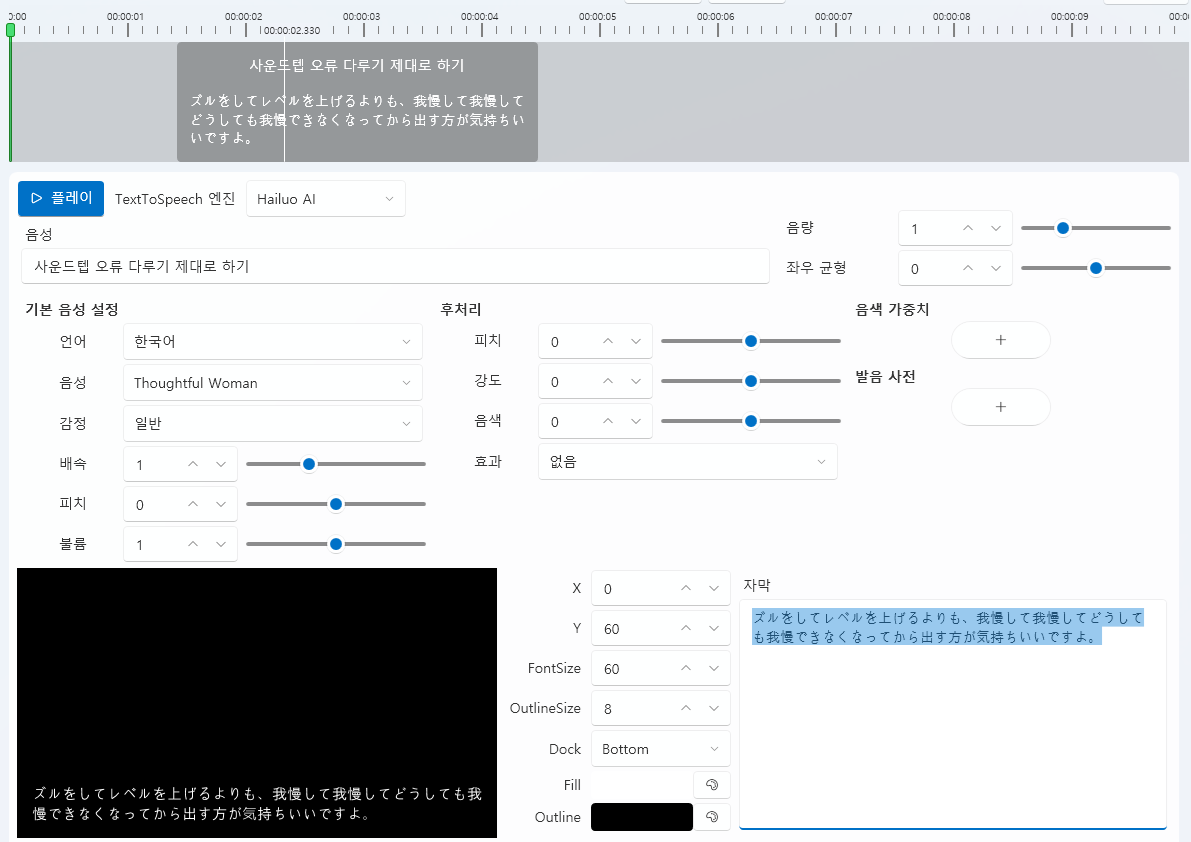 0:00 00:00:01 00:00:02 00:00:03 00:00:04 00:00:05 00:00:06 00:00:07 00:00:08 00:00:09 00:0
00:00:02.330
사운드텝 오류 다루기 제대로 하기
ズルをしてレベルを上げるよりも、我慢して我慢して
どうしても我慢できなくなってから出す方が気持ちい
いですよ。
플레이 TextToSpeech 엔진 Hailuo AI
음성
사운드텝 오류 다루기 제대로 하기
음량 1
좌우 균형 0
기본 음성 설정
언어 한국어
음성 Thoughtful Woman
감정 일반
배속 1
피치 0
볼륨 1
후처리
피치 0
강도 0
음색 0
효과 없음
음색 가중치
+
발음 사전
+
ズルをしてレベルを上げるよりも、我慢して我慢してどうしても我
慢できなくなってから出す方が気持ちいいですよ。
X 0
Y 60
FontSize 60
OutlineSize 8
Dock Bottom
Fill
Outline
자막
ズルをしてレベルを上げるよりも、我慢して我慢してどうして
も我慢できなくなってから出す方が気持ちいいですよ。